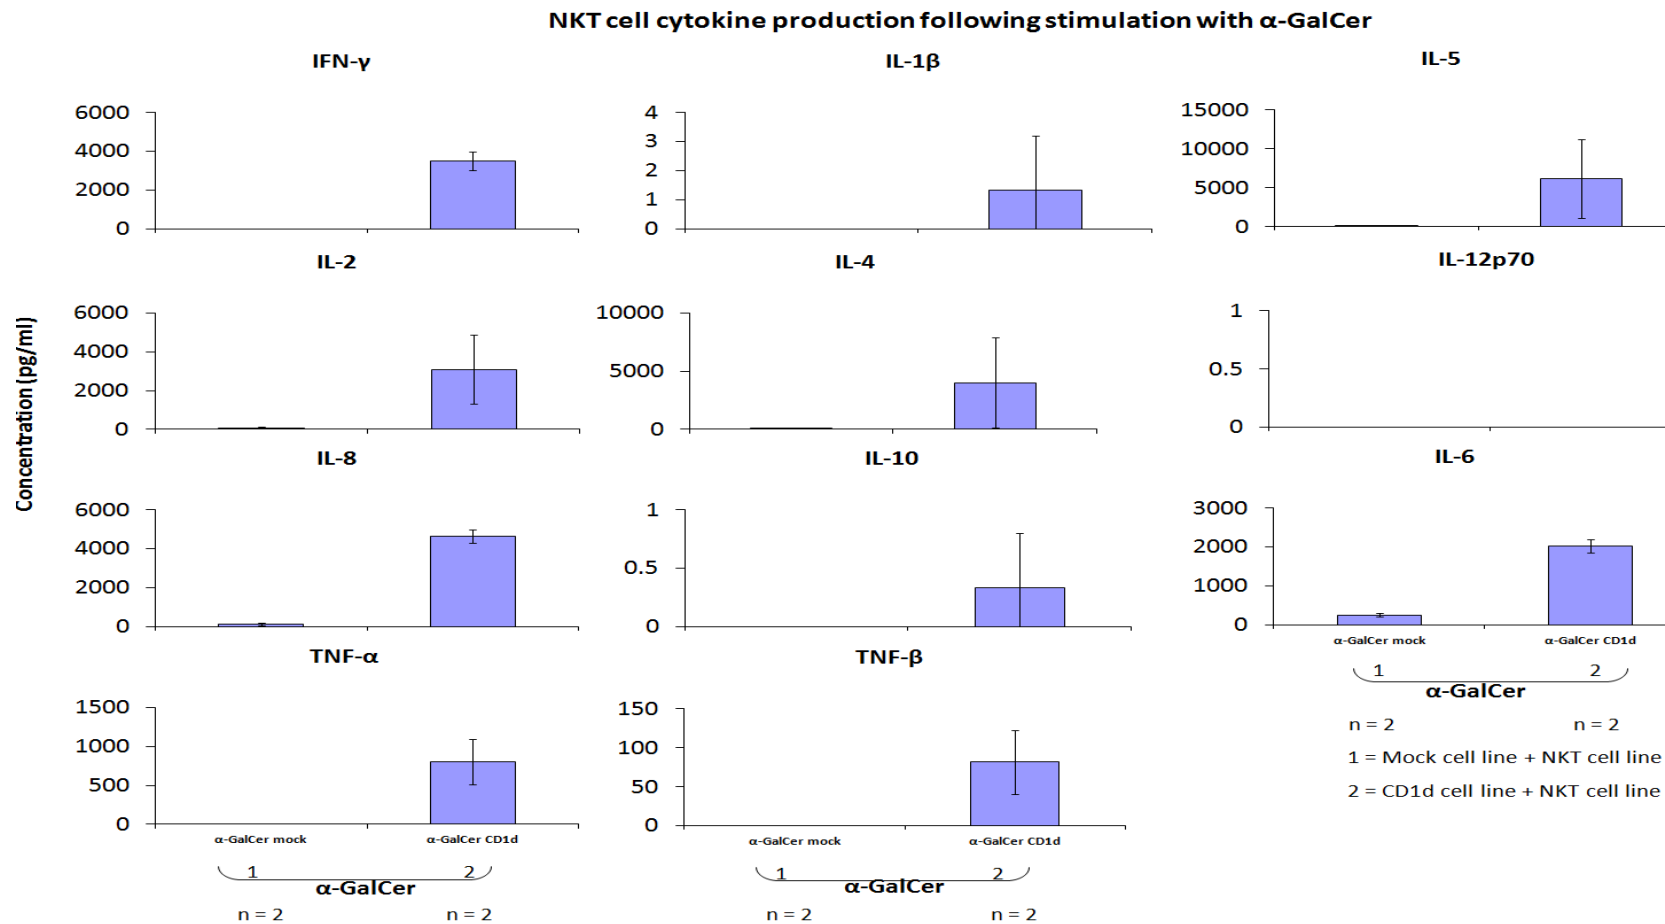 NKT cell cytokine production following stimulation with α-GalCer
IFN-γ
IL-1β
IL-5
6000
4000
2000
0
4
3
2
1
0
15000
10000
5000
0
IL-2
IL-4
IL-12p70
Concentration (pg/ml)
6000
4000
2000
0
10000
5000
0
1
0.5
0
IL-8
IL-10
IL-6
6000
4000
2000
0
1
0.5
0
3000
2000
1000
0
α-GalCer mock
α-GalCer CD1d
1
2
α-GalCer
n = 2
n = 2
1 = Mock cell line + NKT cell line
2 = CD1d cell line + NKT cell line
TNF-α
TNF-β
1500
1000
500
0
α-GalCer mock
α-GalCer CD1d
1
2
α-GalCer
n = 2
n = 2
150
100
50
0
α-GalCer mock
α-GalCer CD1d
1
2
α-GalCer
n = 2
n = 2